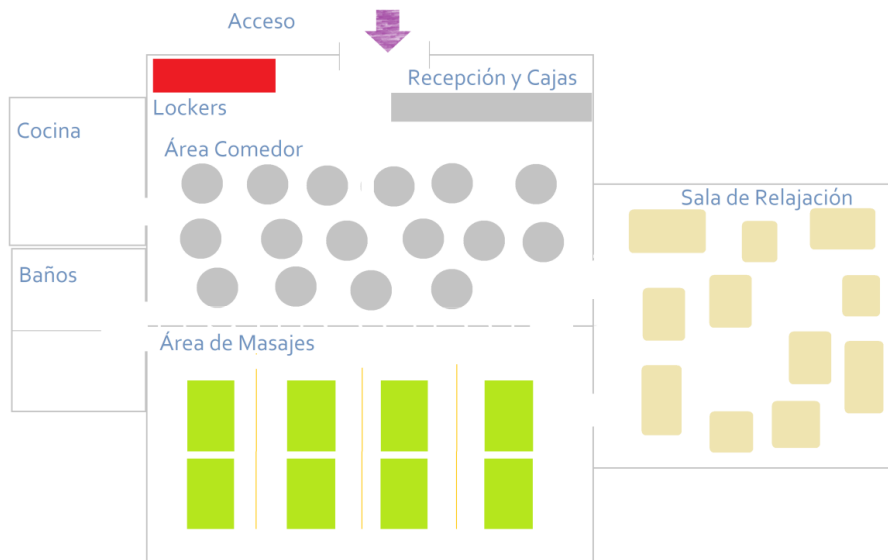 Acceso
Recepción y Cajas
Lockers
Cocina
Área Comedor
Sala de Relajación
Baños
Área de Masajes